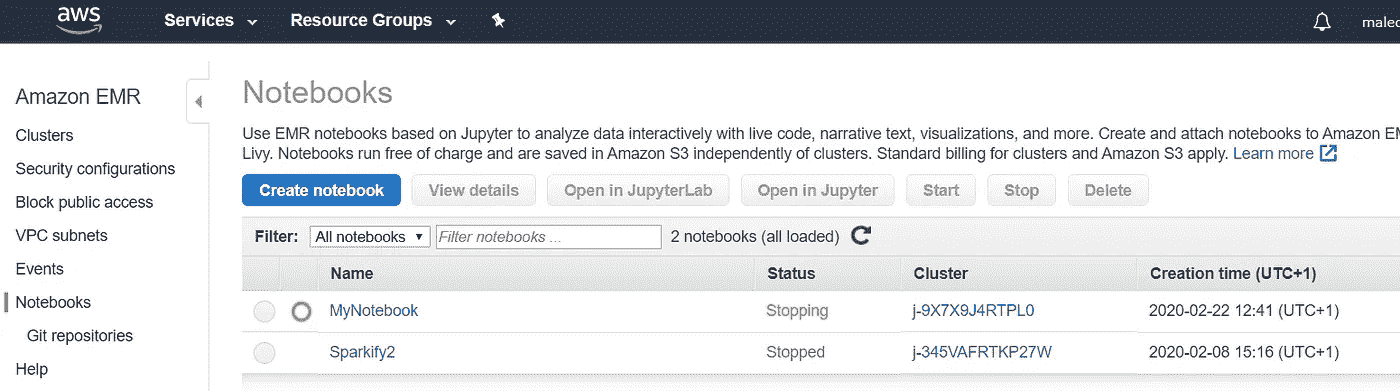 aws Services Resource Groups
Amazon EMR
Clusters
Security configurations
Block public access
VPC subnets
Events
Notebooks
Git repositories
Help
Notebooks
Use EMR notebooks based on Jupyter to analyze data interactively with live code, narrative text, visualizations, and more. Create and attach notebooks to Amazon
Livy. Notebooks run free of charge and are saved in Amazon S3 independently of clusters. Standard billing for clusters and Amazon S3 apply. Learn more
Create notebook View details Open in JupyterLab Open in Jupyter Start Stop Delete
Filter: All notebooks Filter notebooks ... 2 notebooks (all loaded)
Name Status Cluster Creation time (UTC+1)
MyNotebook Stopping j-9X7X9J4RTPL0 2020-02-22 12:41 (UTC+1)
Sparkify2 Stopped j-345VAFRTKP27W 2020-02-08 15:16 (UTC+1)